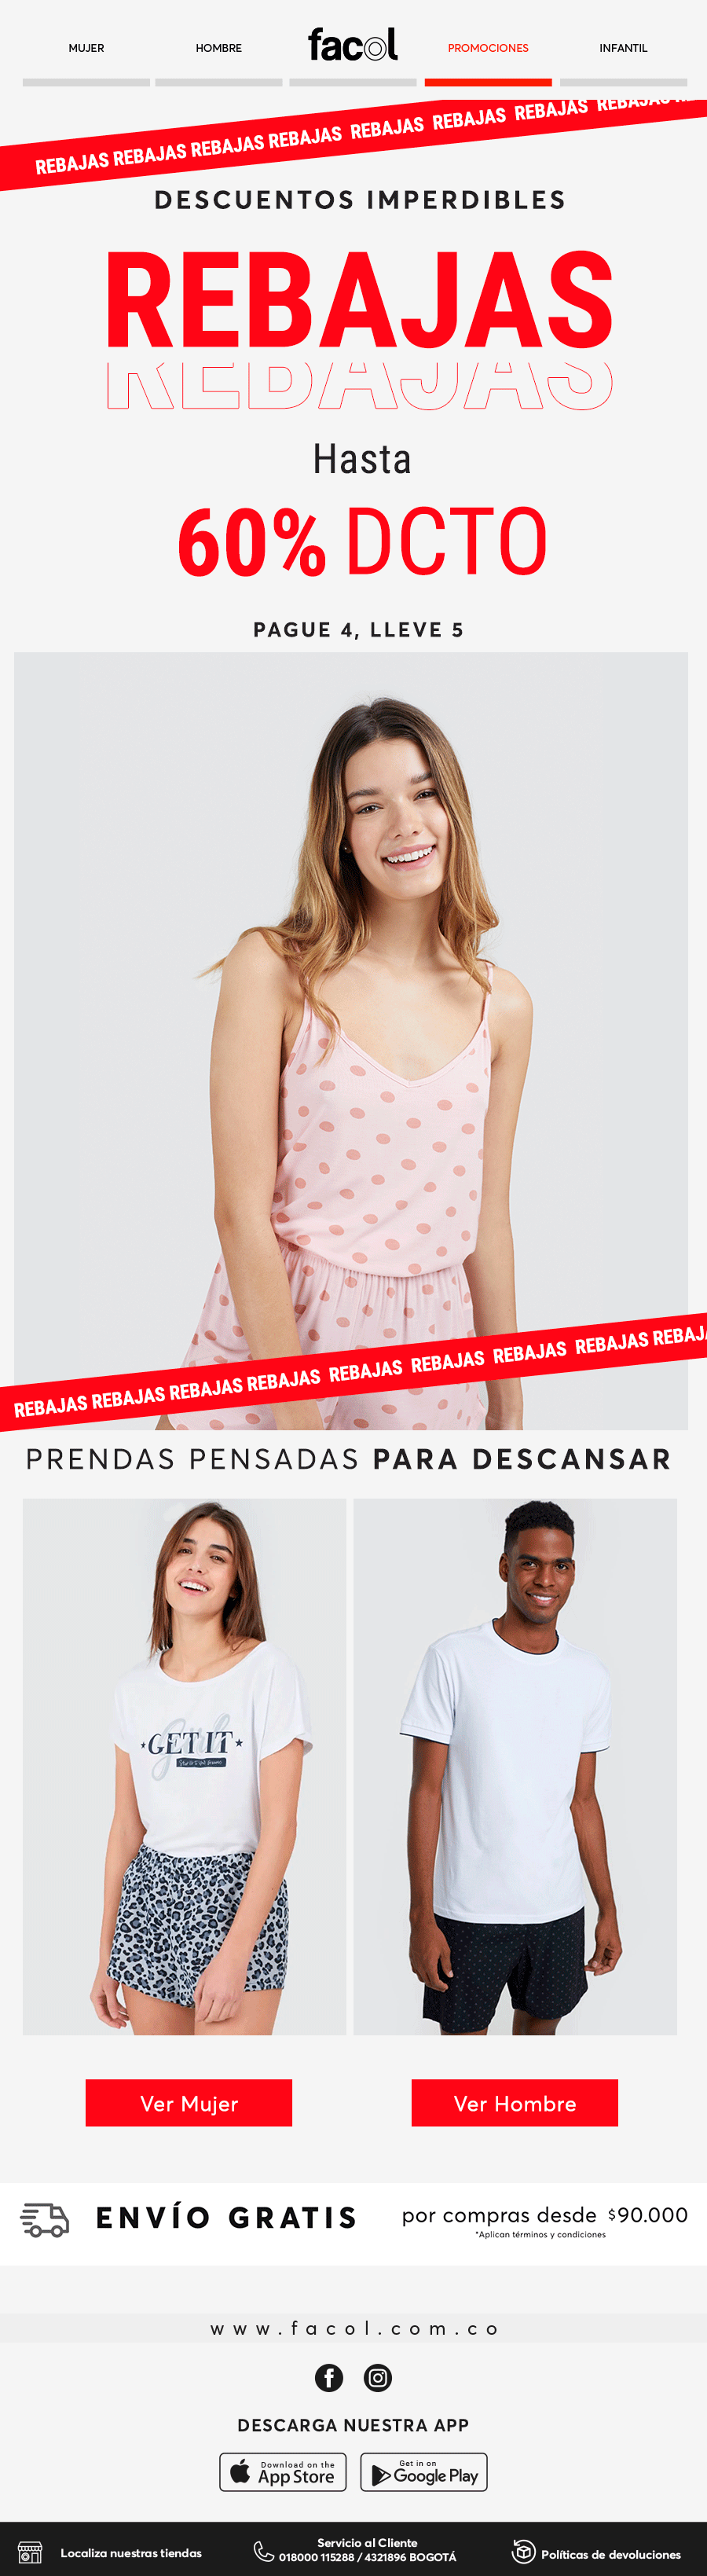 MUJER
HOMBRE
facol
PROMOCIONES
INFANTIL
REBAJAS REBAJAS REBAJAS REBAJAS REBAJAS REBAJAS REBAJAS REBAJAS
DESCUENTOS IMPERDIBLES
REBAJAS
REBAJAS
Hasta
60% DCTO
PAGUE 4, LLEVE 5
REBAJAS REBAJAS REBAJAS REBAJAS REBAJAS REBAJAS REBAJAS REBAJAS REBAJ
PRENDAS PENSADAS PARA DESCANSAR
GET IT
Ver Mujer
Ver Hombre
ENVÍO GRATIS
por compras desde $90.000
*Aplican términos y condiciones
www.facol.com.co
DESCARGA NUESTRA APP
Download on the
App Store
Get in on
Google Play
Localiza nuestras tiendas
Servicio al Cliente
018000 115288 / 4321896 BOGOTÁ
Políticas de devoluciones